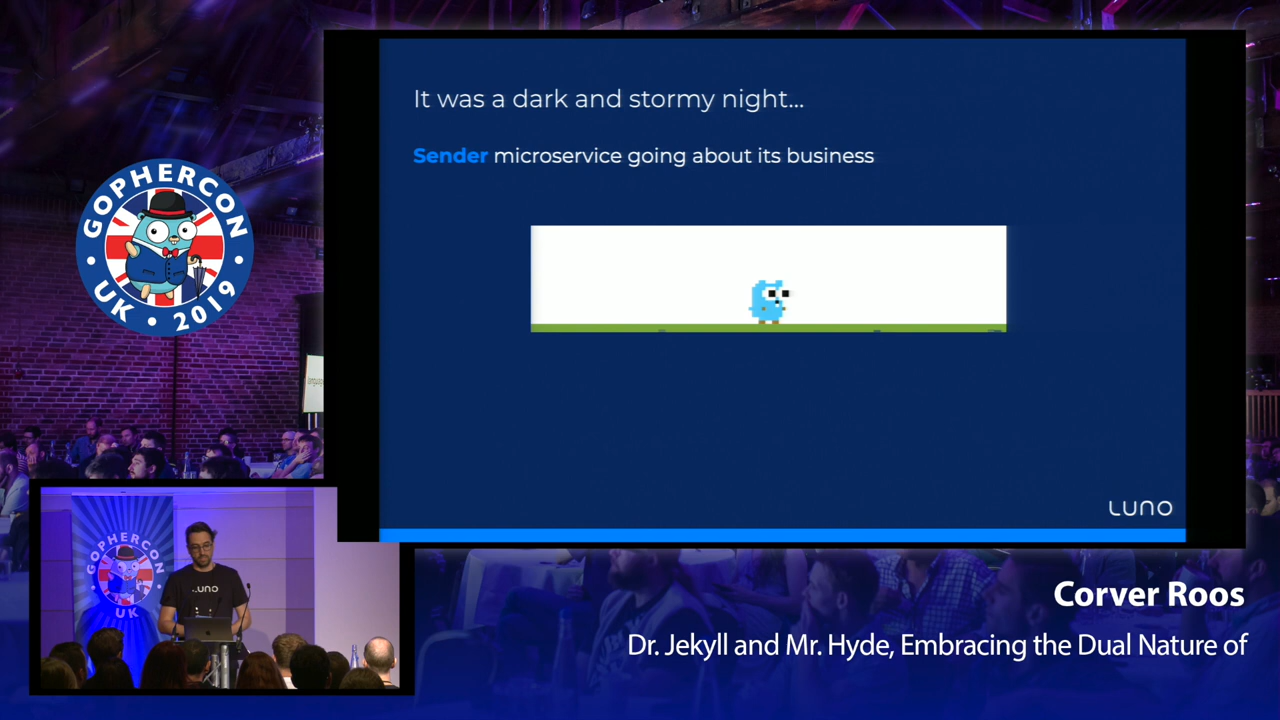 GOPHERCON
UK • 2019
It was a dark and stormy night...
Sender microservice going about its business
LUNO
GOPHERCON
UK
LUNO
Corver Roos
Dr. Jekyll and Mr. Hyde, Embracing the Dual Nature of